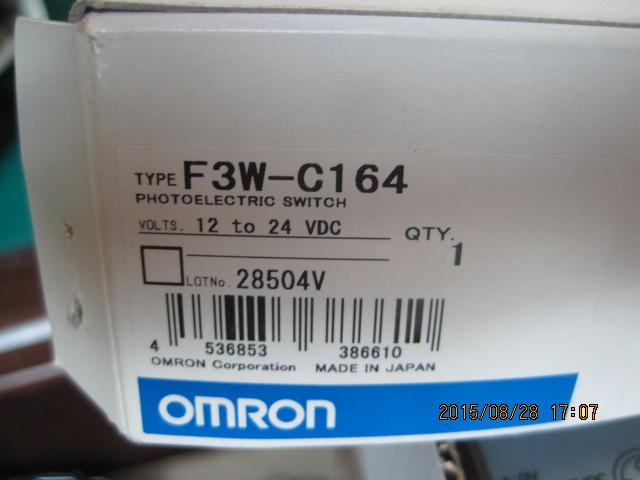 TYPE F3W-C164
PHOTOELECTRIC SWITCH
VOLTS. 12 to 24 VDC
QTY. 1
LOTNo. 28504V
4 536853 386610
OMRON Corporation MADE IN JAPAN
OMRON
2015/08/28 17:07